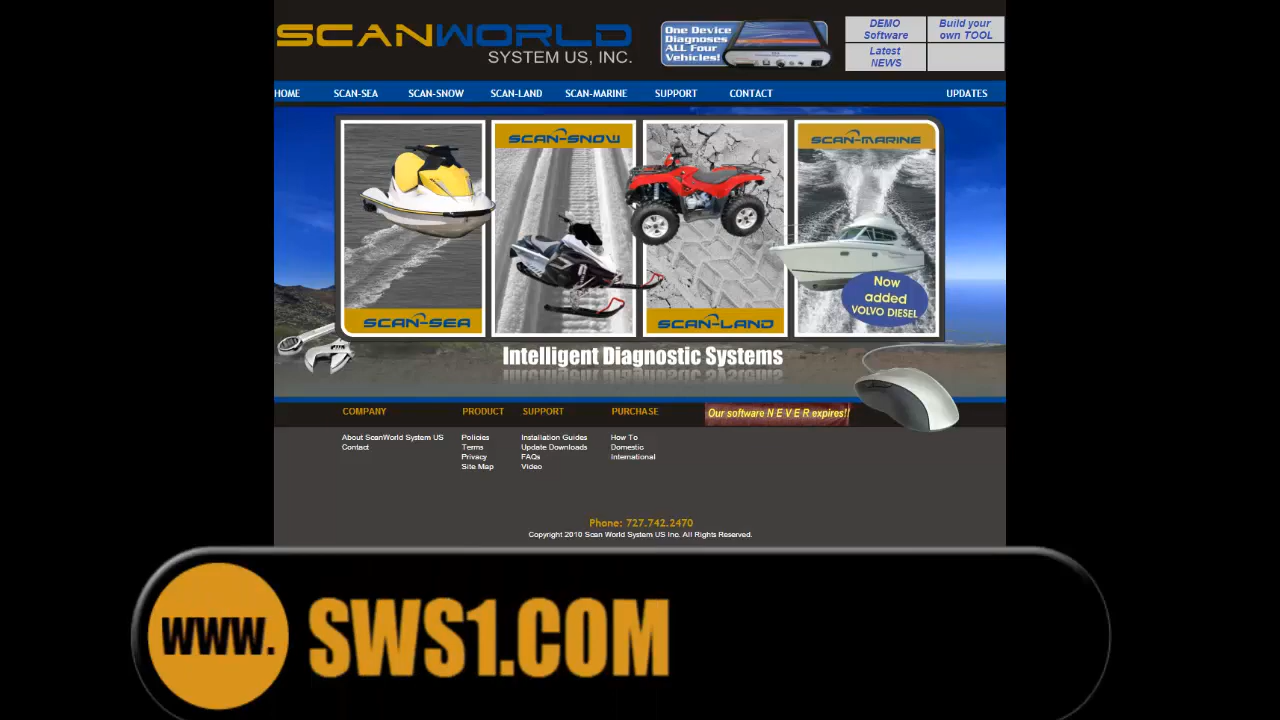 SCANWORLD
SYSTEM US, INC.
One Device
Diagnoses
ALL Four
Vehicles!
DEMO
Software
Build your
own TOOL
Latest
NEWS
HOME SCAN-SEA SCAN-SNOW SCAN-LAND SCAN-MARINE SUPPORT CONTACT UPDATES
SCAN-SNOW
SCAN-MARINE
Now
added
VOLVO DIESEL
SCAN-SEA
SCAN-LAND
Intelligent Diagnostic Systems
COMPANY PRODUCT SUPPORT PURCHASE
Our software N E V E R expires!!
About ScanWorld System US Policies Installation Guides How To
Contact Terms Update Downloads Domestic
Privacy FAQs International
Site Map Video
Phone: 727.742.2470
Copyright 2010 Scan World System US Inc. All Rights Reserved.
WWW. SWS1.COM